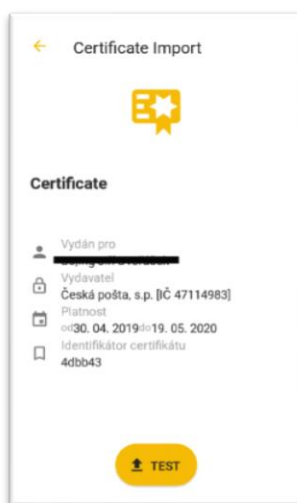 Certificate Import
Certificate
Vydán pro
Vydavatel
Česká pošta, s.p. [IČ 47114983]
Platnost
od30. 04. 2019do19. 05. 2020
Identifikátor certifikátu
4dbb43
TEST